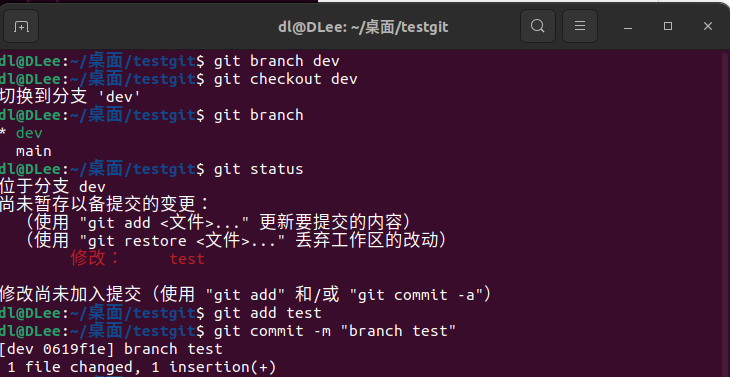 dl@DLee: ~/桌面/testgit
dl@DLee:~/桌面/testgit$ git branch dev
dl@DLee:~/桌面/testgit$ git checkout dev
切换到分支 'dev'
dl@DLee:~/桌面/testgit$ git branch
* dev
  main
dl@DLee:~/桌面/testgit$ git status
位于分支 dev
尚未暂存以备提交的变更：
  （使用 "git add <文件>..." 更新要提交的内容）
  （使用 "git restore <文件>..." 丢弃工作区的改动）
        修改：     test
修改尚未加入提交（使用 "git add" 和/或 "git commit -a"）
dl@DLee:~/桌面/testgit$ git add test
dl@DLee:~/桌面/testgit$ git commit -m "branch test"
[dev 0619f1e] branch test
 1 file changed, 1 insertion(+)